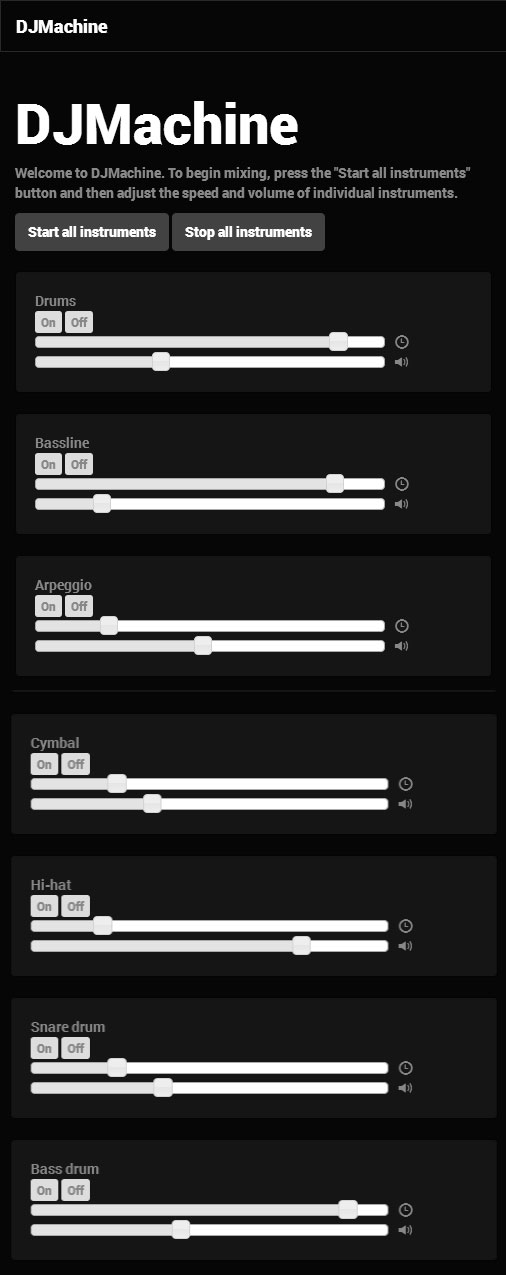 DJMachine
DJMachine
Welcome to DJMachine. To begin mixing, press the "Start all instruments"
button and then adjust the speed and volume of individual instruments.
Start all instruments Stop all instruments
Drums
On Off
Bassline
On Off
Arpeggio
On Off
Cymbal
On Off
Hi-hat
On Off
Snare drum
On Off
Bass drum
On Off